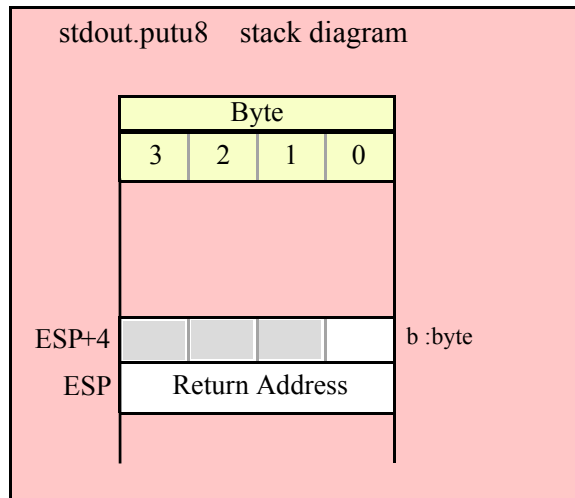 stdout.putu8 stack diagram
Byte
3 2 1 0
ESP+4 b :byte
ESP Return Address